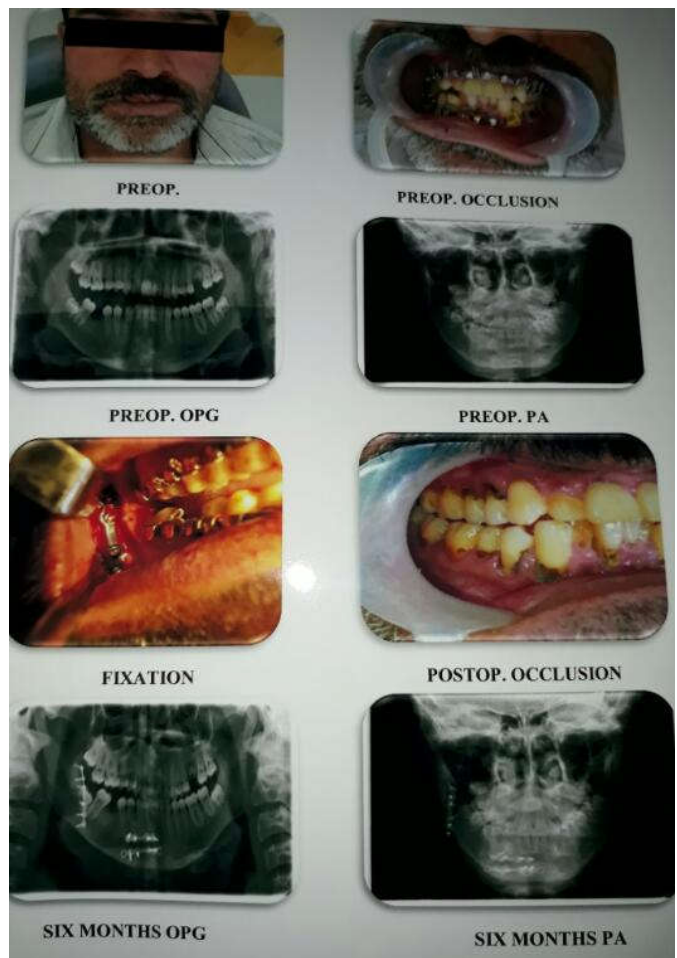 PREOP.
PREOP. OCCLUSION
PREOP. OPG
PREOP. PA
FIXATION
POSTOP. OCCLUSION
SIX MONTHS OPG
SIX MONTHS PA